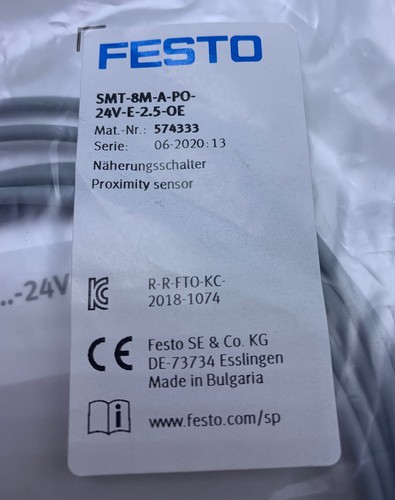 FESTO
SMT-8M-A-PO-
24V-E-2.5-OE
Mat.-Nr.: 574333
Serie: 06-2020:13
Näherungsschalter
Proximity sensor
...-24V
R-R-FTO-KC-
2018-1074
Festo SE & Co. KG
DE-73734 Esslingen
Made in Bulgaria
www.festo.com/sp